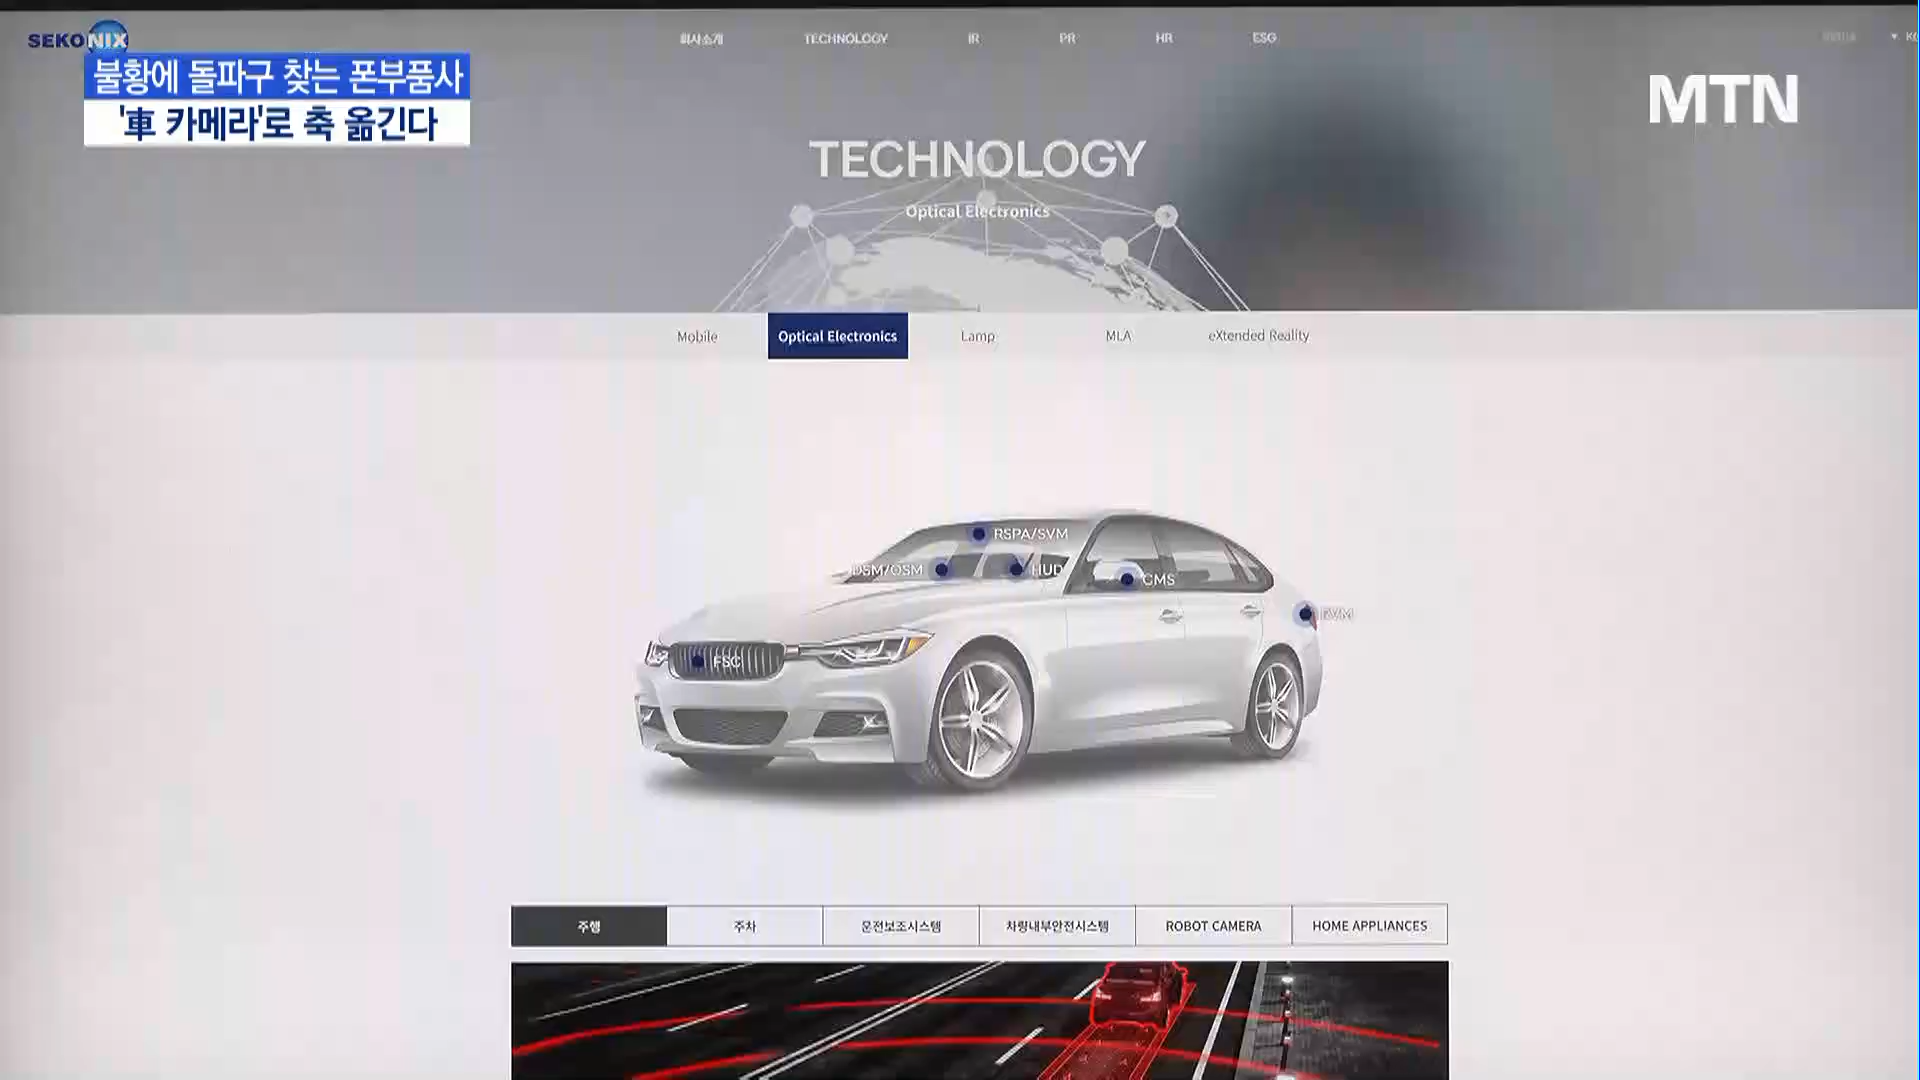 SEKONIX
회사소개 TECHNOLOGY IR PR HR ESG
불황에 돌파구 찾는 폰부품사
'車 카메라'로 축 옮긴다
MTN
TECHNOLOGY
Optical Electronics
Mobile Optical Electronics Lamp MLA eXtended Reality
RSPA/SVM
DSM/OSM HUD CMS
FSC
주행 주차 운전보조시스템 차량내부안전시스템 ROBOT CAMERA HOME APPLIANCES